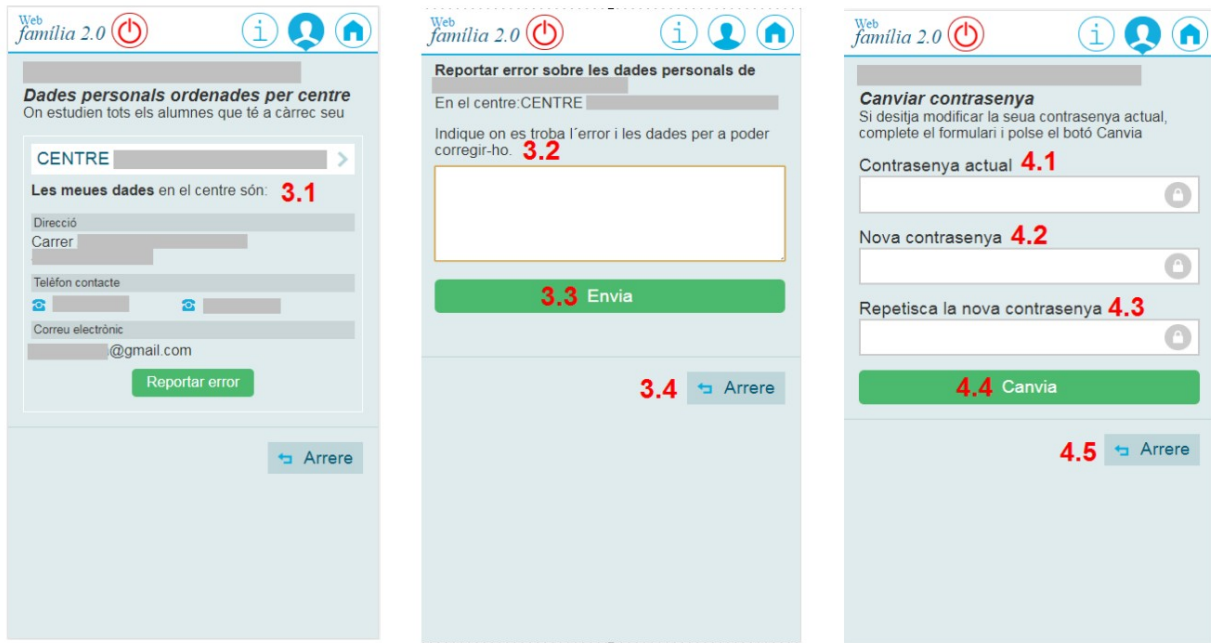 Web
família 2.0
Dades personals ordenades per centre
On estudien tots els alumnes que té a càrrec seu
CENTRE
Les meues dades en el centre són: 3.1
Direcció
Carrer
Telèfon contacte
Correu electrònic
@gmail.com
Reportar error
Arrere
Web
família 2.0
Reportar error sobre les dades personals de
En el centre:CENTRE
Indique on es troba l´error i les dades per a poder
corregir-ho. 3.2
3.3 Envia
3.4 Arrere
Web
família 2.0
Canviar contrasenya
Si desitja modificar la seua contrasenya actual,
complete el formulari i polse el botó Canvia
Contrasenya actual 4.1
Nova contrasenya 4.2
Repetisca la nova contrasenya 4.3
4.4 Canvia
4.5 Arrere